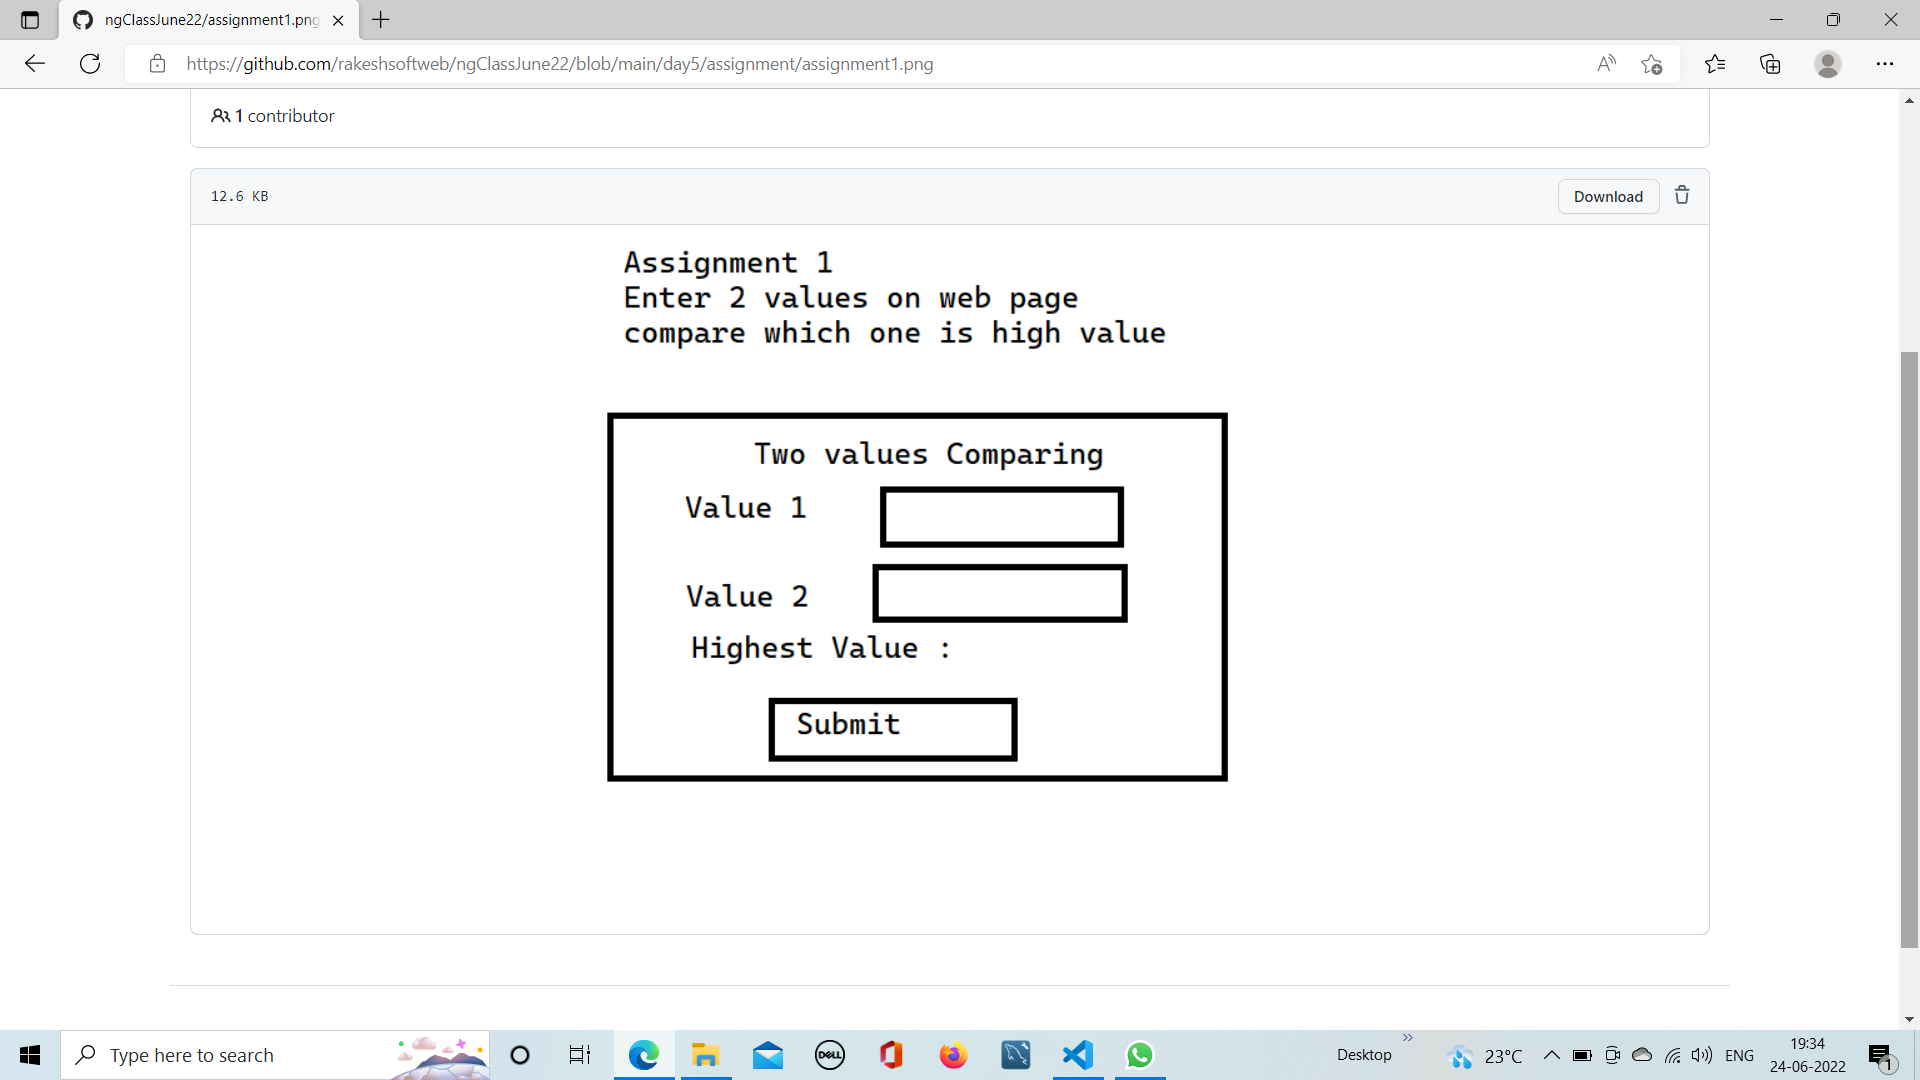 ngClassJune22/assignment1.png
https://github.com/rakeshsoftweb/ngClassJune22/blob/main/day5/assignment/assignment1.png
1 contributor
12.6 KB
Download
Assignment 1
Enter 2 values on web page
compare which one is high value
Two values Comparing
Value 1
Value 2
Highest Value :
Submit
Type here to search
DELL
Desktop
23°C
ENG
19:34
24-06-2022
1